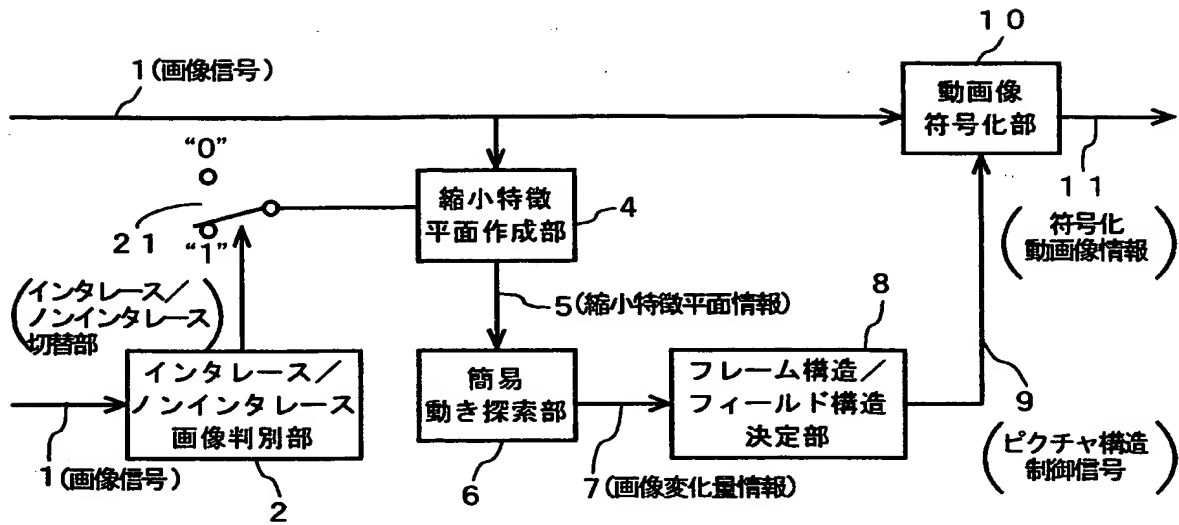 １０
1(画像信号)
動画像
符号化部
“0”
縮小特徴
平面作成部
4
１１
符号化
動画像情報
２１
“1”
インタレース／
ノンインタレース
切替部
5(縮小特徴平面情報)
8
インタレース／
ノンインタレース
画像判別部
簡易
動き探索部
フレーム構造／
フィールド構造
決定部
9
ピクチャ構造
制御信号
1(画像信号)
2
6
7(画像変化量情報)